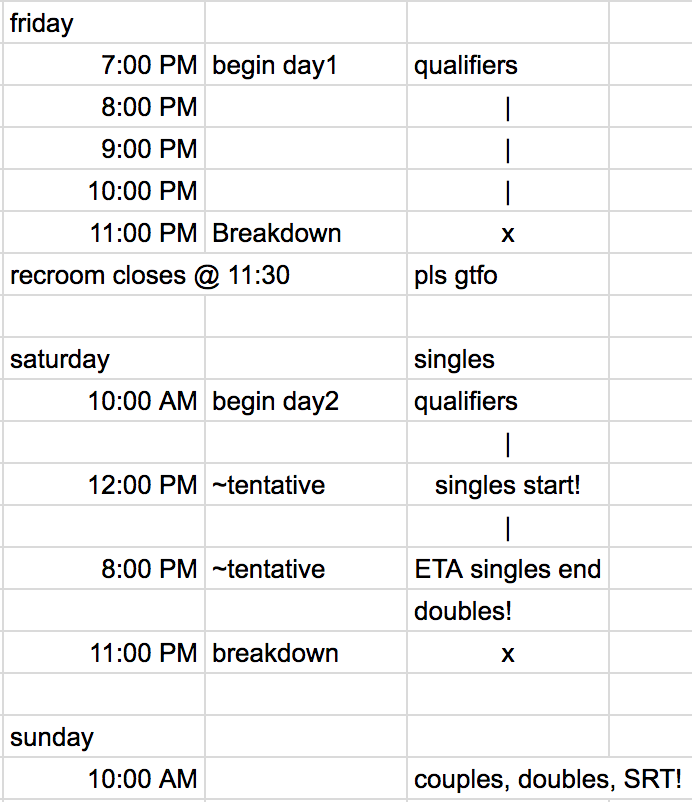 friday
7:00 PM begin day1 qualifiers
8:00 PM |
9:00 PM |
10:00 PM |
11:00 PM Breakdown x
recroom closes @ 11:30 pls gtfo
saturday singles
10:00 AM begin day2 qualifiers
|
12:00 PM ~tentative singles start!
|
8:00 PM ~tentative ETA singles end
doubles!
11:00 PM breakdown x
sunday
10:00 AM couples, doubles, SRT!